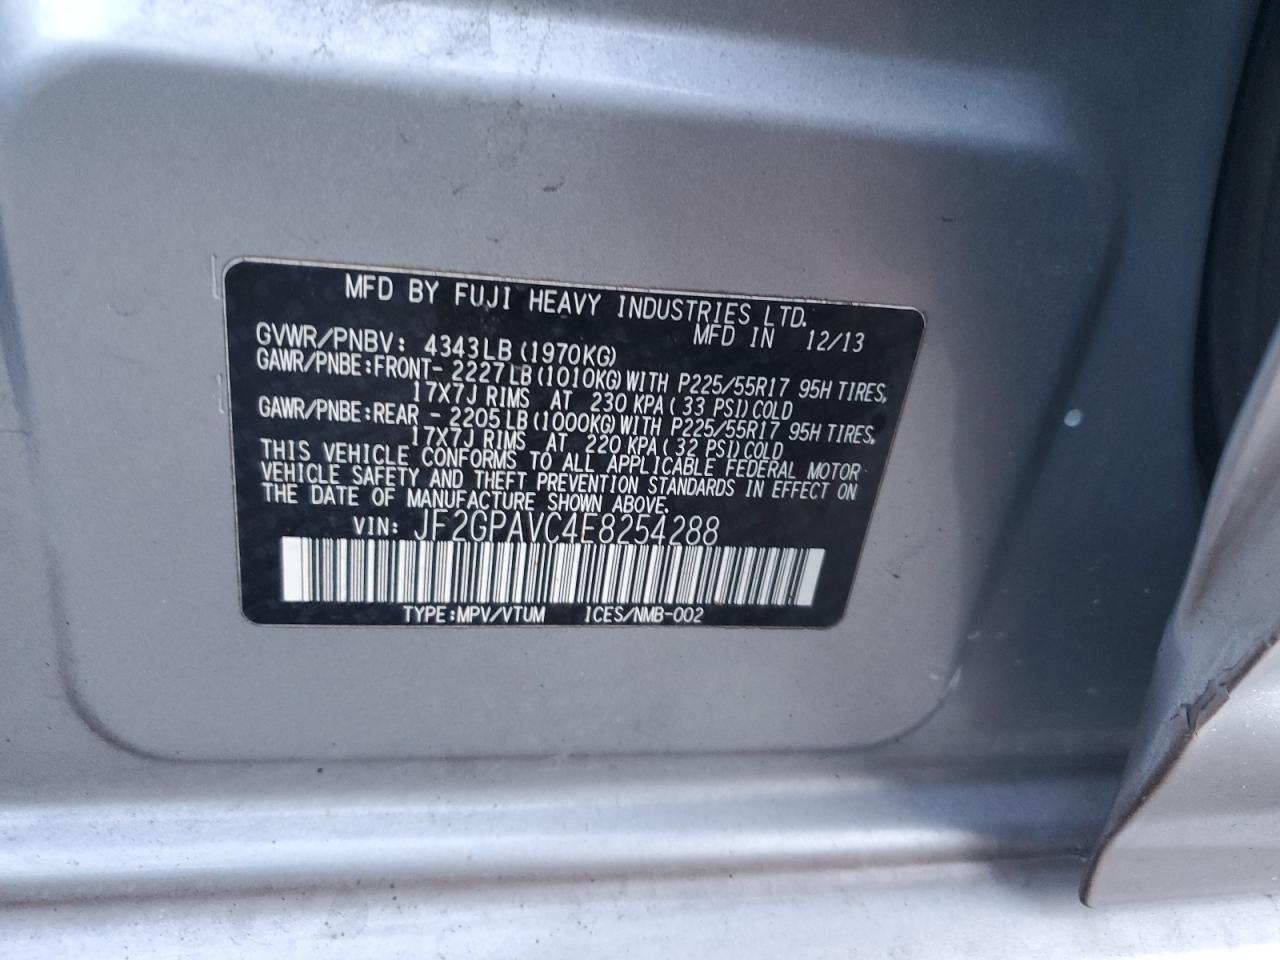 MFD BY FUJI HEAVY INDUSTRIES LTD.
MFD IN 12/13
GVWR/PNBV: 4343LB (1970KG)
GAWR/PNBE:FRONT- 2227LB (1010KG) WITH P225/55R17 95H TIRES,
17X7J RIMS AT 230 KPA ( 33 PSI) COLD
GAWR/PNBE:REAR - 2205LB (1000KG) WITH P225/55R17 95H TIRES,
17X7J RIMS AT 220 KPA ( 32 PSI) COLD
THIS VEHICLE CONFORMS TO ALL APPLICABLE FEDERAL MOTOR
VEHICLE SAFETY AND THEFT PREVENTION STANDARDS IN EFFECT ON
THE DATE OF MANUFACTURE SHOWN ABOVE.
VIN: JF2GPAVC4E8254288
TYPE:MPV/VTUM ICES/NMB-002